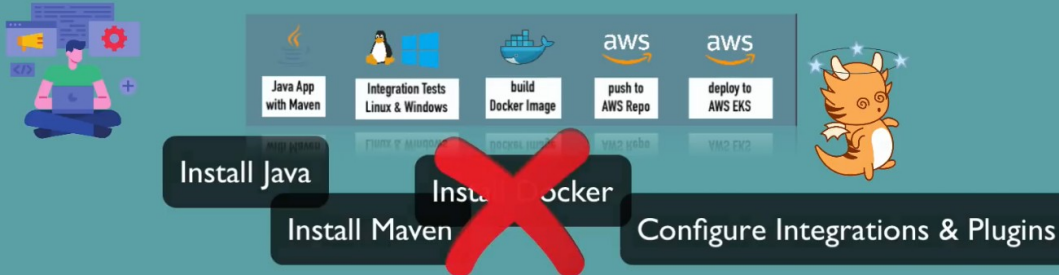 </>
aws
aws
Java App
with Maven
Integration Tests
Linux & Windows
build
Docker Image
push to
AWS Repo
deploy to
AWS EKS
Install Java
Install Docker
Install Maven
Configure Integrations & Plugins